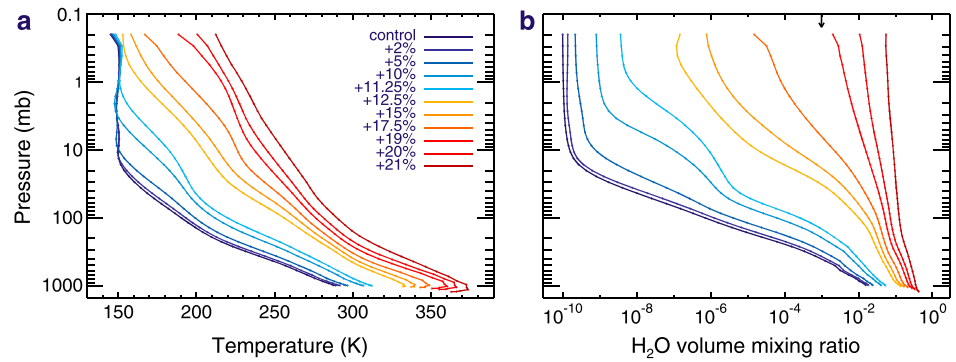 a
b
0.1
1
10
100
1000
Pressure (mb)
control
+2%
+5%
+10%
+11.25%
+12.5%
+15%
+17.5%
+19%
+20%
+21%
150 200 250 300 350
Temperature (K)
10⁻¹⁰ 10⁻⁸ 10⁻⁶ 10⁻⁴ 10⁻² 10⁰
H₂O volume mixing ratio